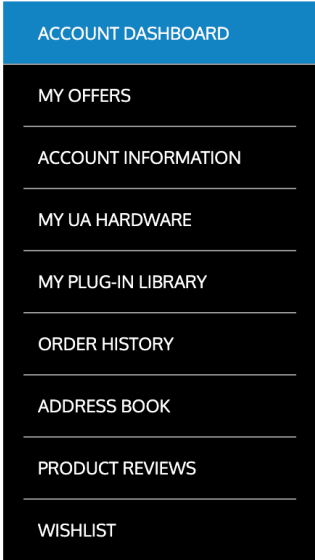 ACCOUNT DASHBOARD
MY OFFERS
ACCOUNT INFORMATION
MY UA HARDWARE
MY PLUG-IN LIBRARY
ORDER HISTORY
ADDRESS BOOK
PRODUCT REVIEWS
WISHLIST